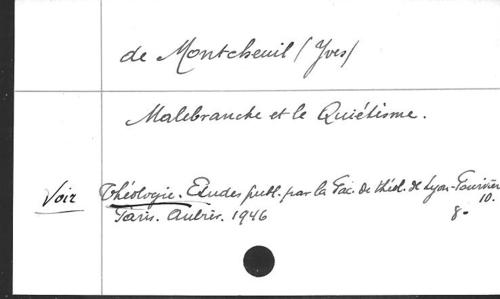 de Montcheuil (Yves)
Malebranche et le Quiétisme.
Voir Théologie. Etudes publ. par la Fac. de théol. de Lyon-Fourvière
10.
Paris. Aubier. 1946 8-